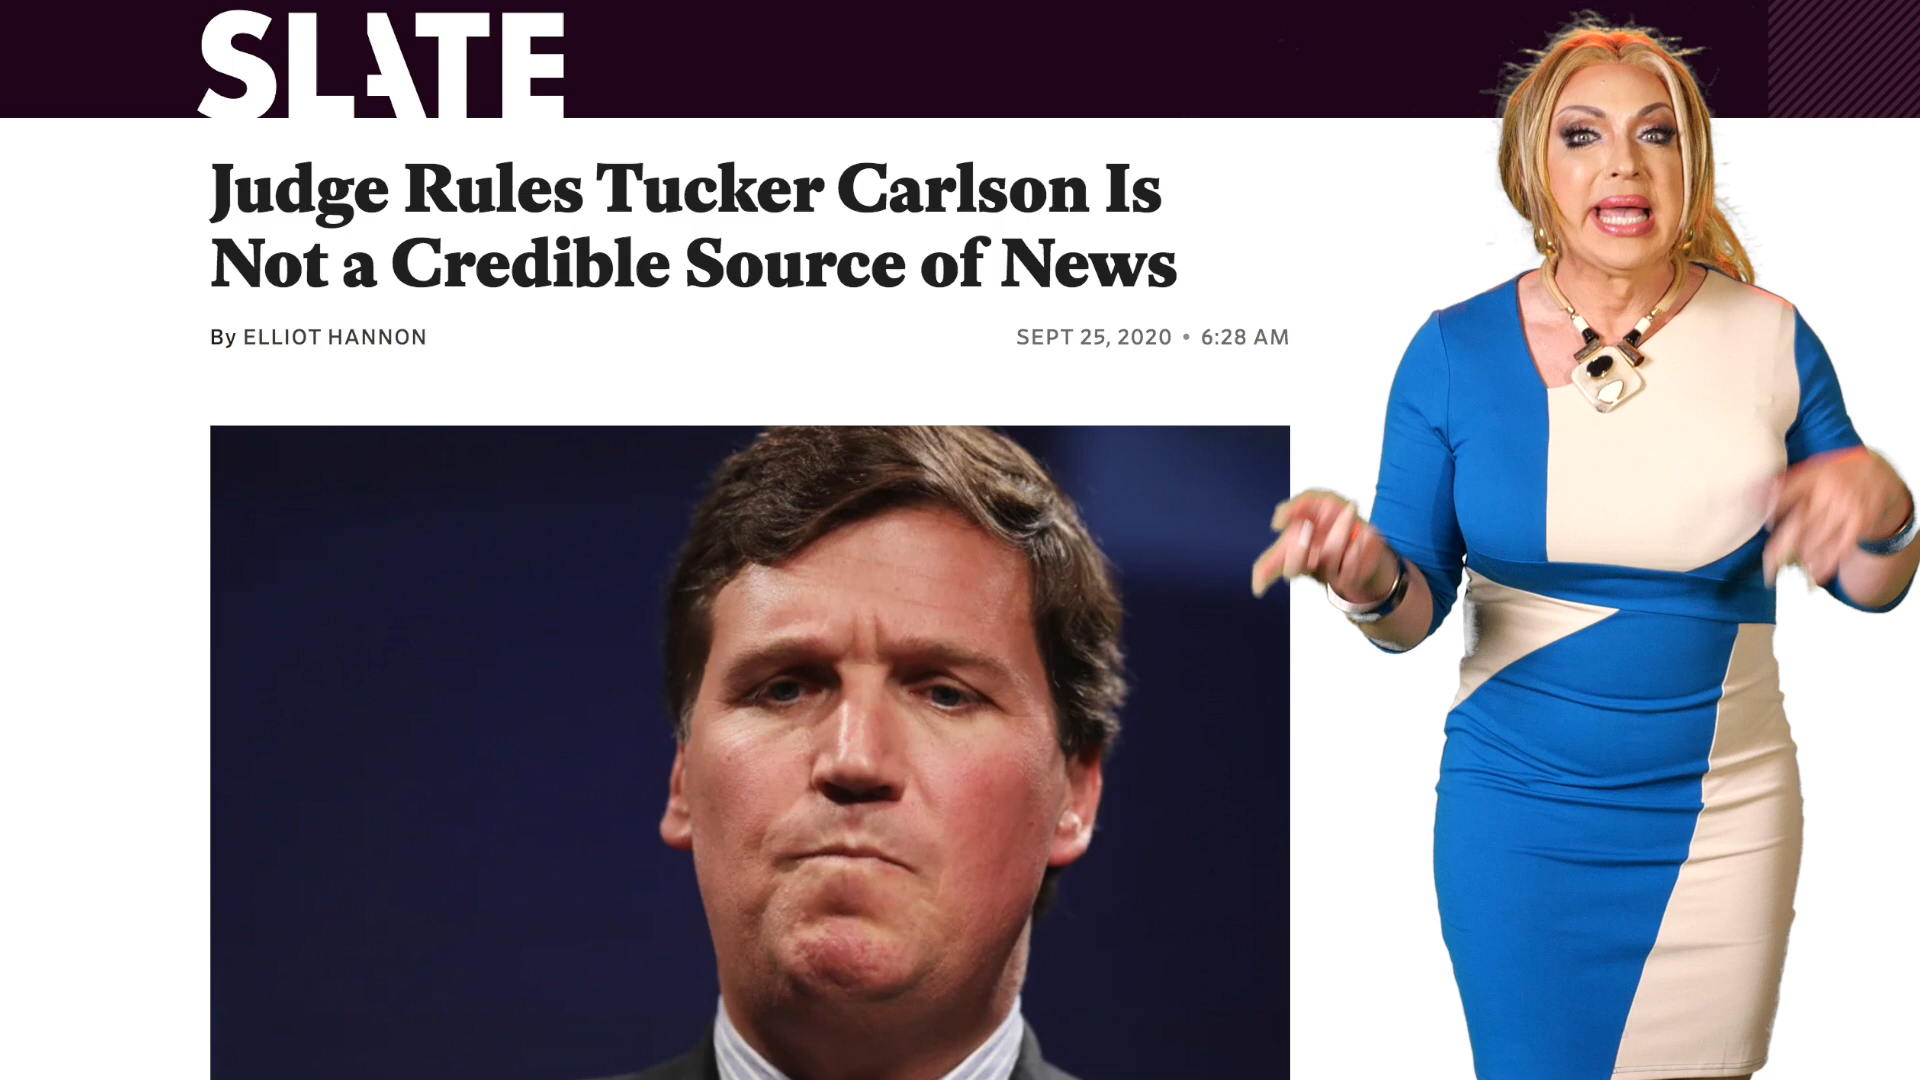 SLATE
Judge Rules Tucker Carlson Is
Not a Credible Source of News
By ELLIOT HANNON SEPT 25, 2020 • 6:28 AM